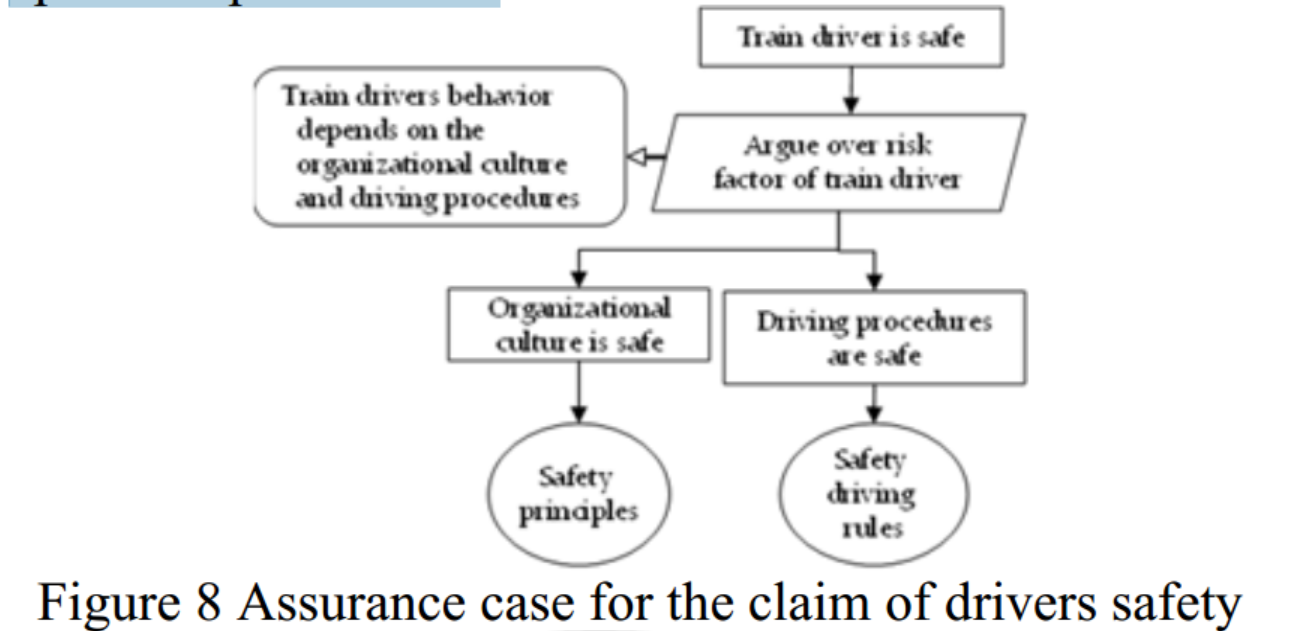 Train driver is safe
Train drivers behavior
depends on the
organizational culture
and driving procedures
Argue over risk
factor of train driver
Organizational
culture is safe
Driving procedures
are safe
Safety
principles
Safety
driving
rules
Figure 8 Assurance case for the claim of drivers safety